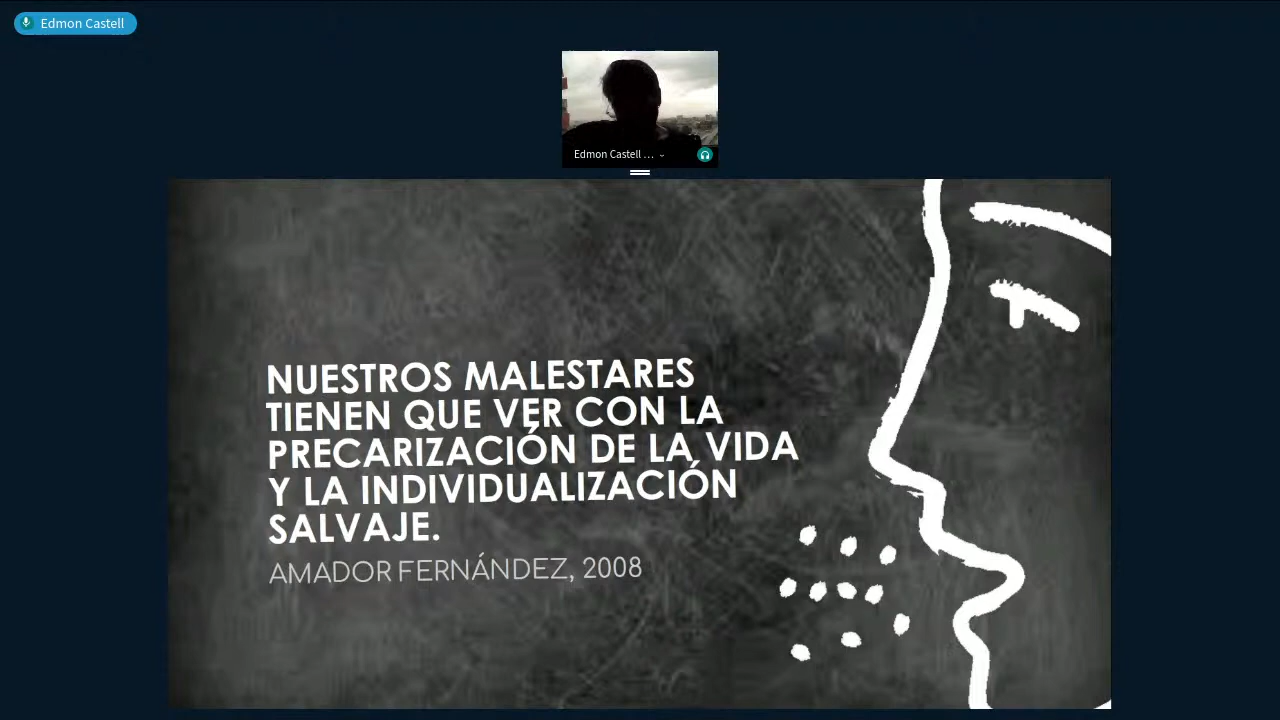 Edmon Castell
Edmon Castell ...
NUESTROS MALESTARES
TIENEN QUE VER CON LA
PRECARIZACIÓN DE LA VIDA
Y LA INDIVIDUALIZACIÓN
SALVAJE.
AMADOR FERNÁNDEZ, 2008